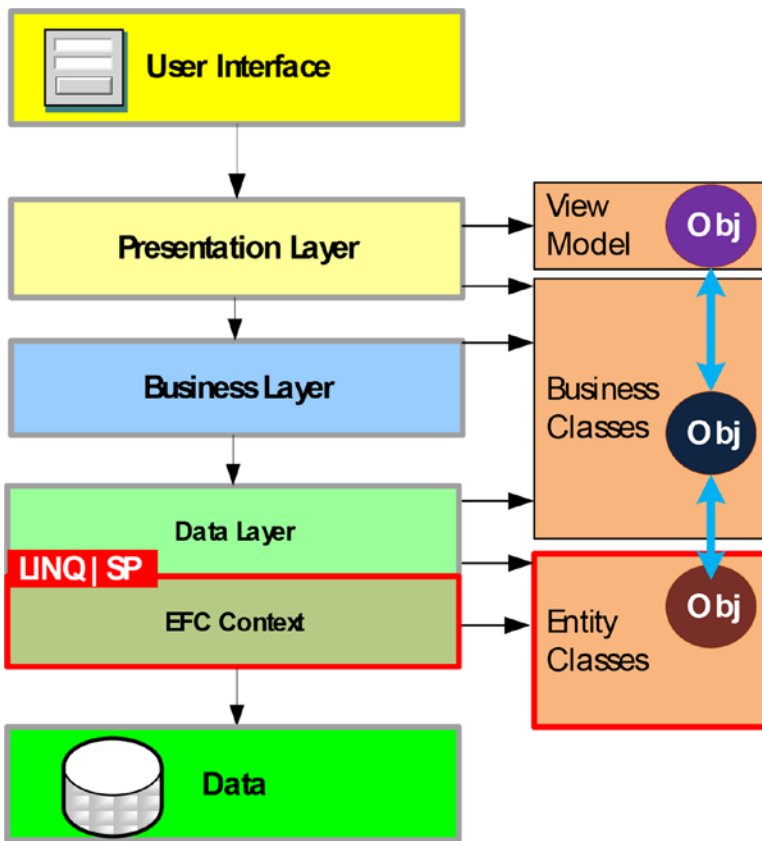 User Interface
Presentation Layer
View
Model
Obj
Business Layer
Business
Classes
Obj
Data Layer
LINQ | SP
EFC Context
Entity
Classes
Obj
Data